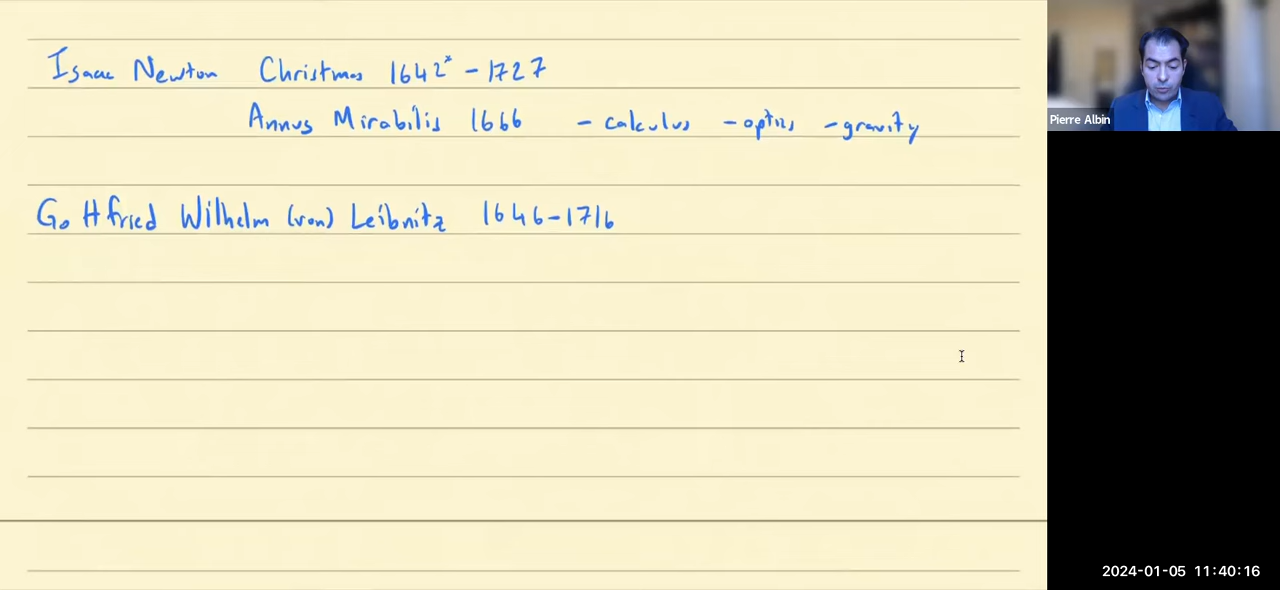 Isaac Newton Christmas 1642* - 1727
Annus Mirabilis 1666 - calculus - optics - gravity
Gottfried Wilhelm (von) Leibnitz 1646-1716
Pierre Albin
2024-01-05 11:40:16